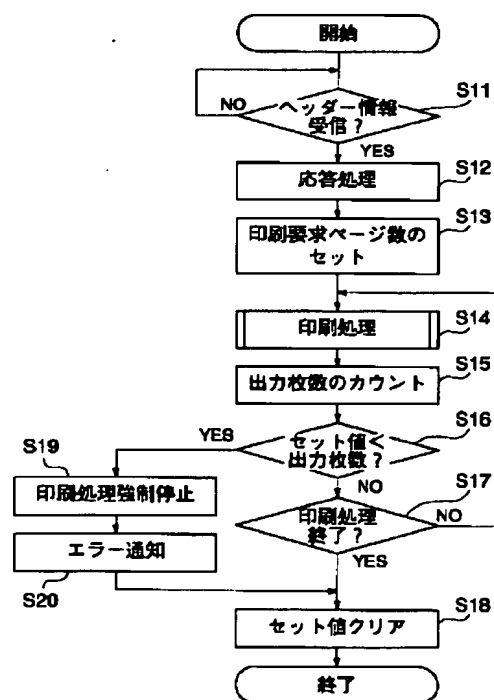 開始
S11
NO
ヘッダー情報
受信?
YES
S12
応答処理
S13
印刷要求ページ数の
セット
S14
印刷処理
S15
出力枚数のカウント
S16
YES
セット値<
出力枚数?
S19
NO
S17
印刷処理強制停止
印刷処理
終了?
NO
エラー通知
YES
S20
S18
セット値クリア
終了